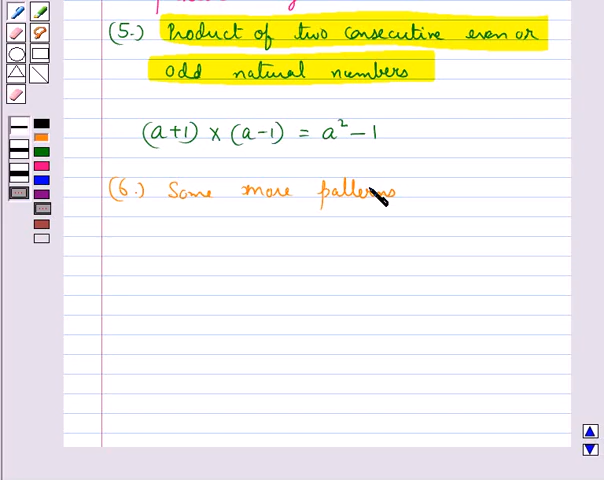 (5.) Product of two consecutive even or
odd natural numbers
(a+1) × (a-1) = a² - 1
(6.) Some more patterns